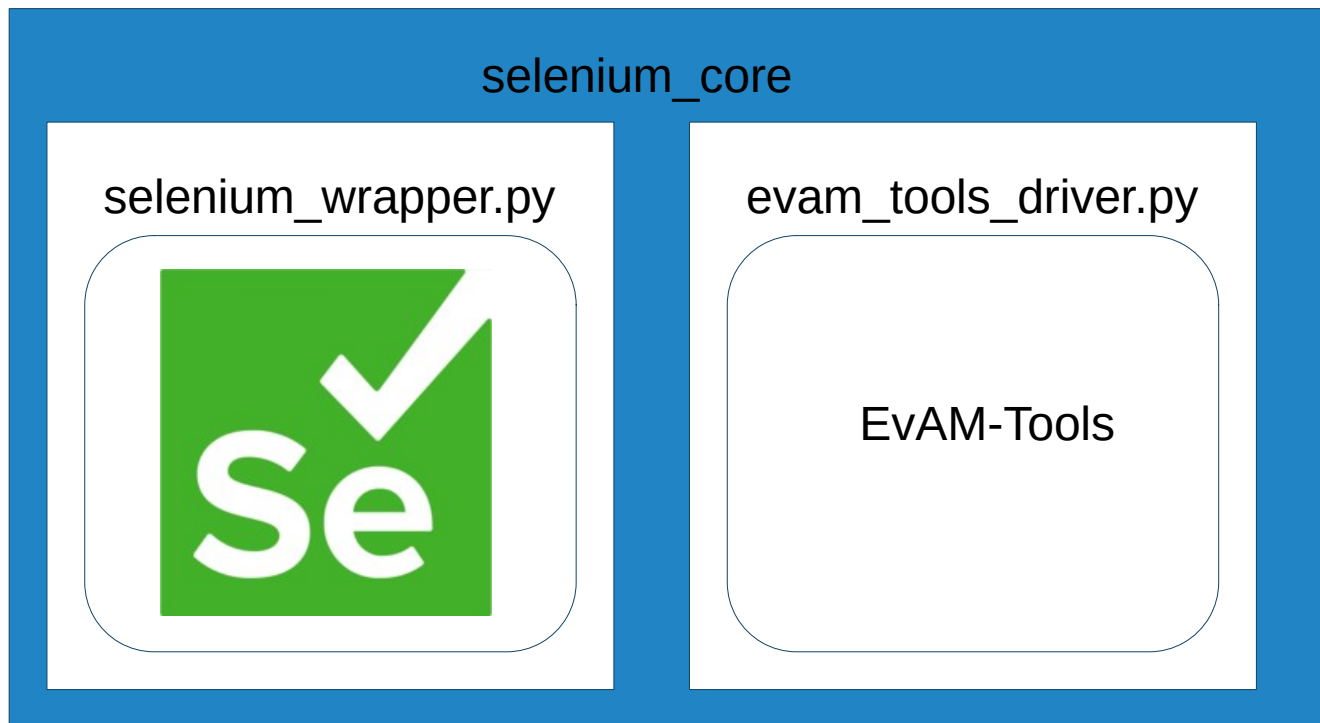 selenium_core
selenium_wrapper.py
evam_tools_driver.py
Se
EvAM-Tools